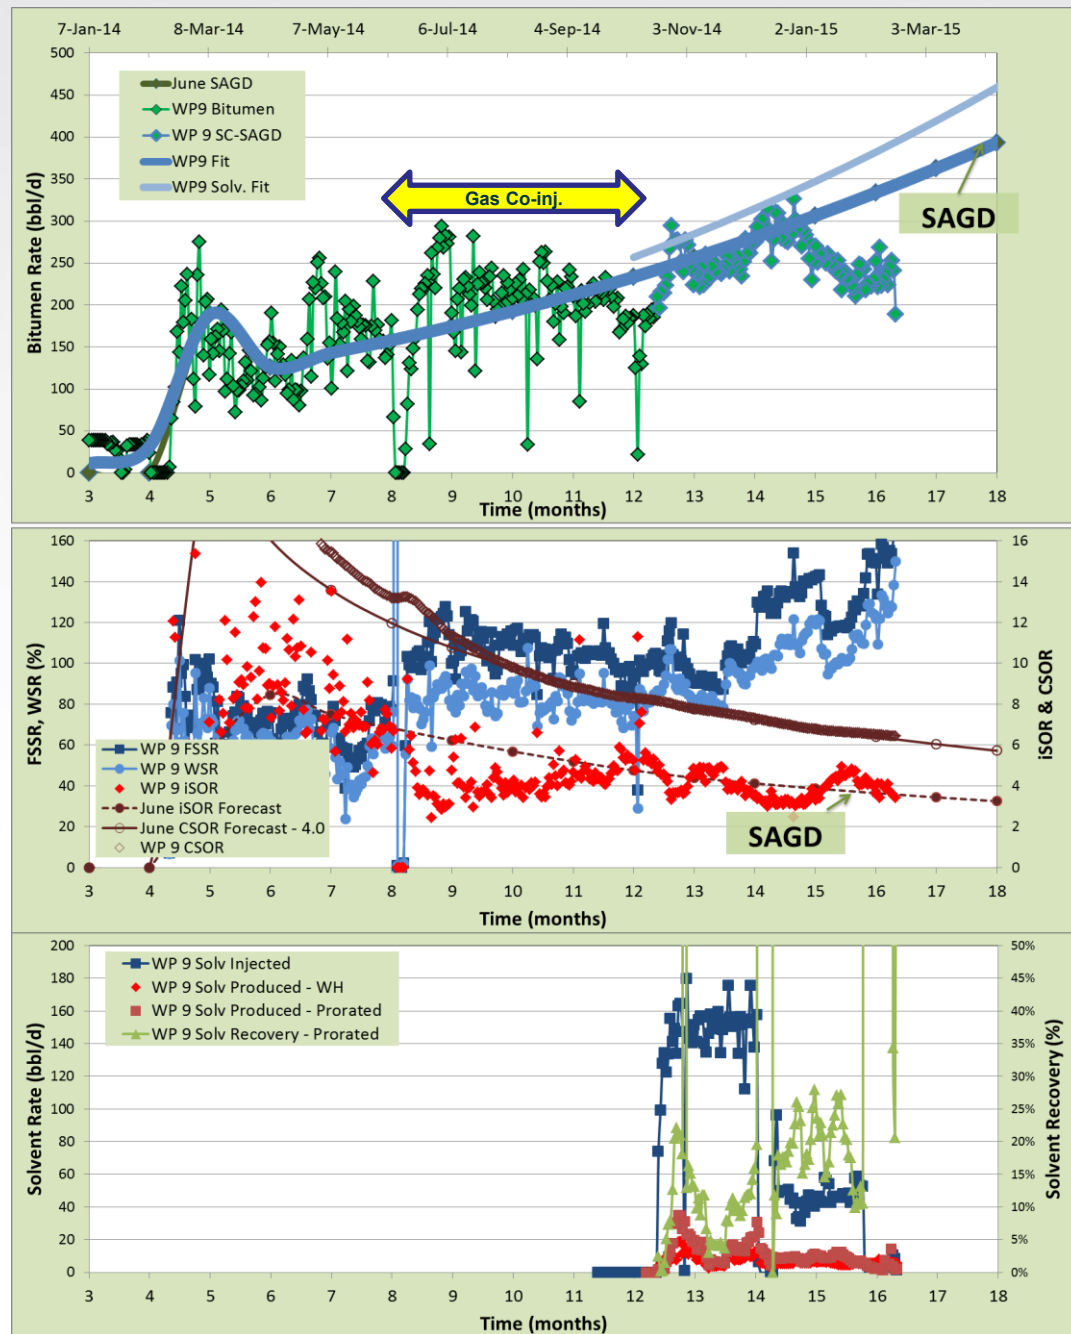 7-Jan-14 8-Mar-14 7-May-14 6-Jul-14 4-Sep-14 3-Nov-14 2-Jan-15 3-Mar-15
500
450
400
350
300
250
200
150
100
50
0
Bitumen Rate (bbl/d)
June SAGD
WP9 Bitumen
WP 9 SC-SAGD
WP9 Fit
WP9 Solv. Fit
Gas Co-inj.
SAGD
3 4 5 6 7 8 9 10 11 12 13 14 15 16 17 18
Time (months)
160
140
120
100
80
60
40
20
0
FSSR, WSR (%)
WP 9 FSSR
WP 9 WSR
WP 9 iSOR
June iSOR Forecast
June CSOR Forecast - 4.0
WP 9 CSOR
SAGD
16
14
12
10
8
6
4
2
0
iSOR & CSOR
3 4 5 6 7 8 9 10 11 12 13 14 15 16 17 18
Time (months)
200
180
160
140
120
100
80
60
40
20
0
Solvent Rate (bbl/d)
WP 9 Solv Injected
WP 9 Solv Produced - WH
WP 9 Solv Produced - Prorated
WP 9 Solv Recovery - Prorated
50%
45%
40%
35%
30%
25%
20%
15%
10%
5%
0%
Solvent Recovery (%)
3 4 5 6 7 8 9 10 11 12 13 14 15 16 17 18
Time (months)